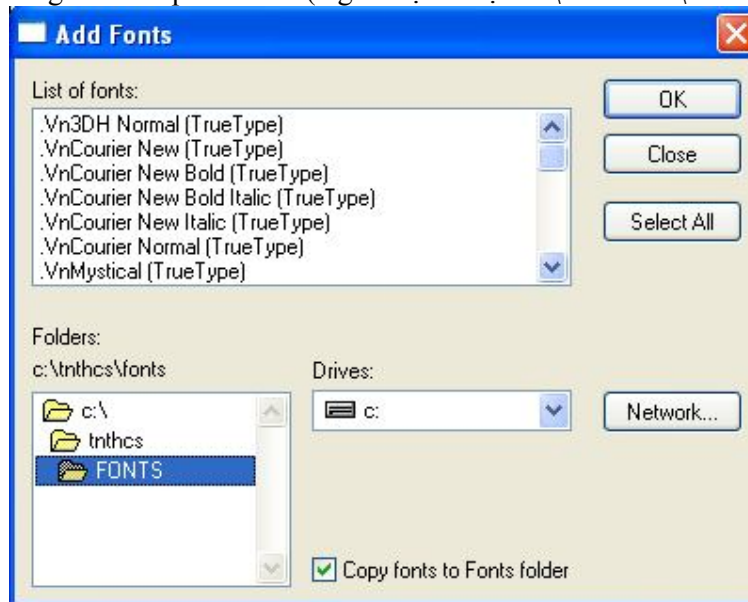 Add Fonts
List of fonts:
.Vn3DH Normal (TrueType)
.VnCourier New (TrueType)
.VnCourier New Bold (TrueType)
.VnCourier New Bold Italic (TrueType)
.VnCourier New Italic (TrueType)
.VnCourier Normal (TrueType)
.VnMystical (TrueType)
OK
Close
Select All
Folders:
c:\tnthcs\fonts
c:\
tnthcs
FONTS
Drives:
c:
Network...
Copy fonts to Fonts folder